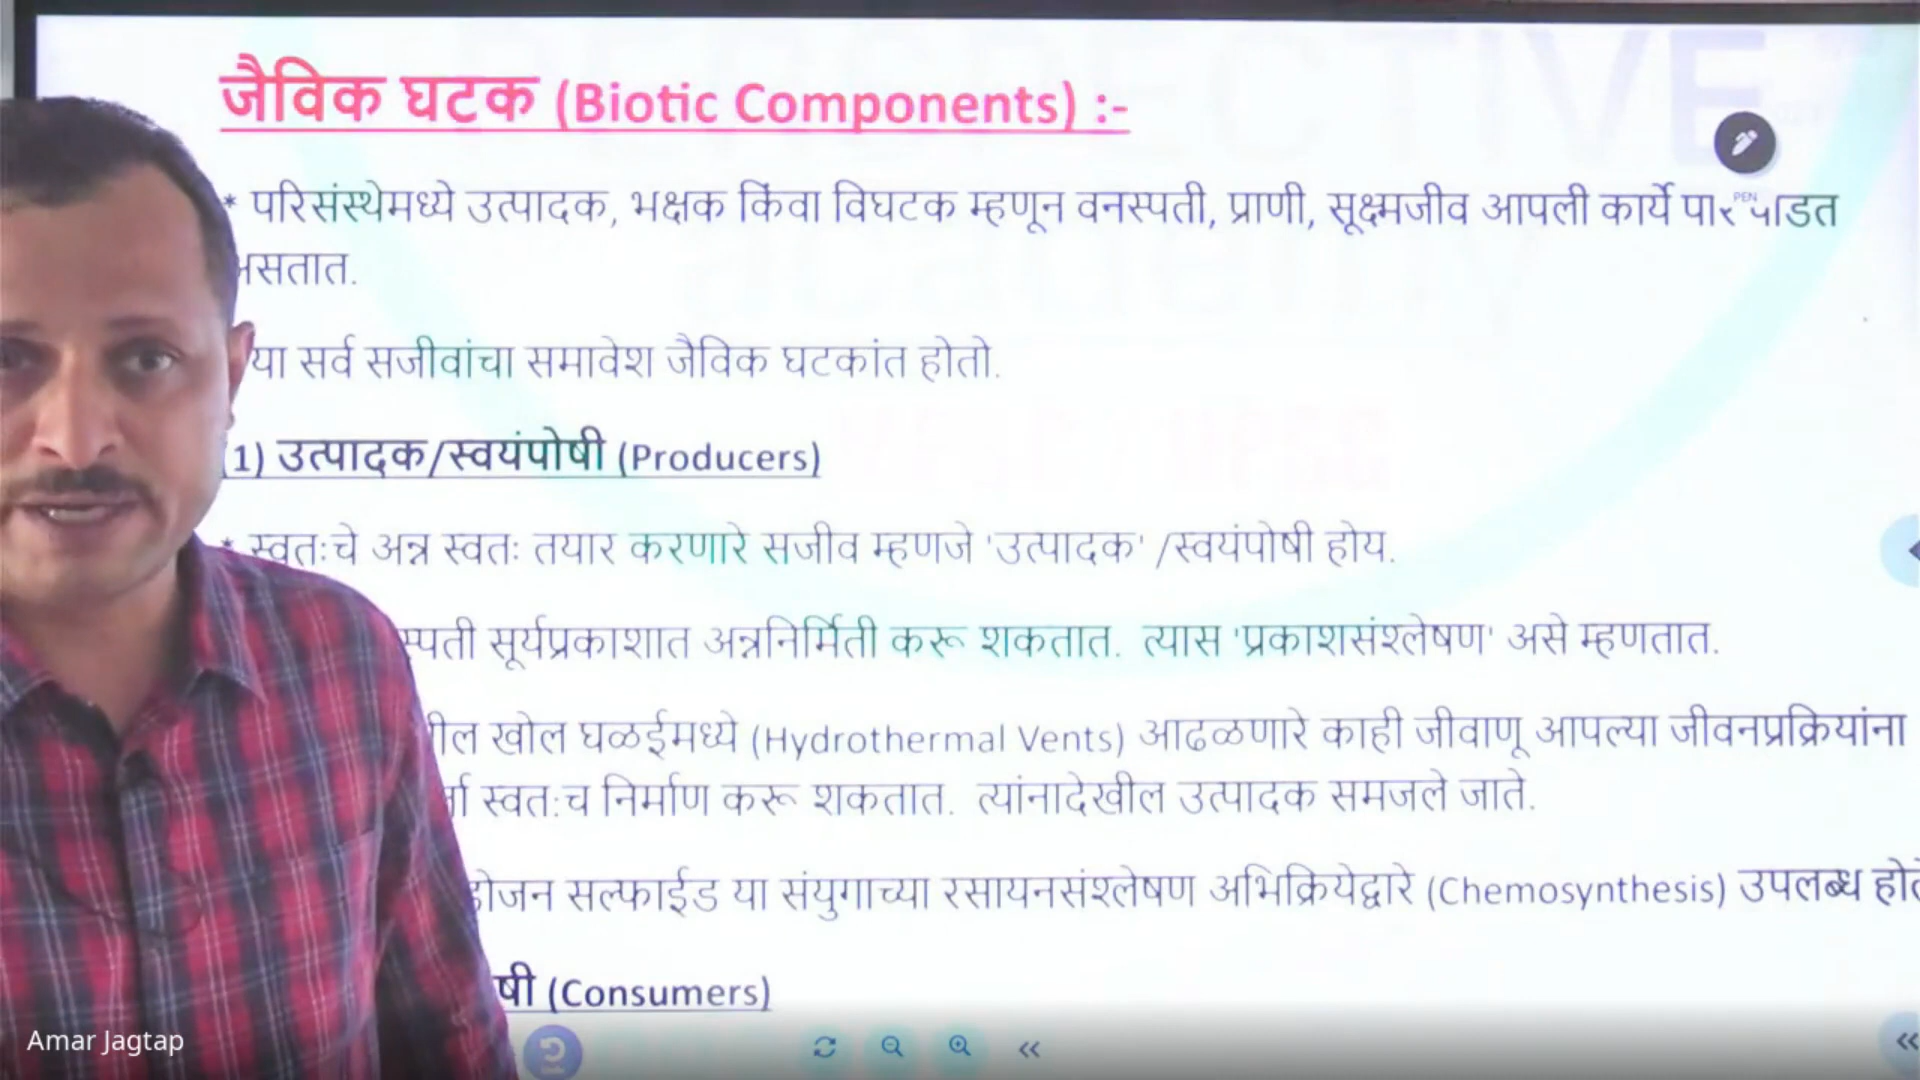 जैविक घटक (Biotic Components) :-
* परिसंस्थेमध्ये उत्पादक, भक्षक किंवा विघटक म्हणून वनस्पती, प्राणी, सूक्ष्मजीव आपली कार्ये पार पाडत
PEN
असतात.
या सर्व सजीवांचा समावेश जैविक घटकांत होतो.
(1) उत्पादक/स्वयंपोषी (Producers)
* स्वतःचे अन्न स्वतः तयार करणारे सजीव म्हणजे 'उत्पादक' /स्वयंपोषी होय.
सूर्यप्रकाशात अन्ननिर्मिती करू शकतात. त्यास 'प्रकाशसंश्लेषण' असे म्हणतात.
खोल घळईमध्ये (Hydrothermal Vents) आढळणारे काही जीवाणू आपल्या जीवनप्रक्रियांना
स्वतःच निर्माण करू शकतात. त्यांनादेखील उत्पादक समजले जाते.
सल्फाईड या संयुगाच्या रसायनसंश्लेषण अभिक्रियेद्वारे (Chemosynthesis) उपलब्ध
(Consumers)
Amar Jagtap